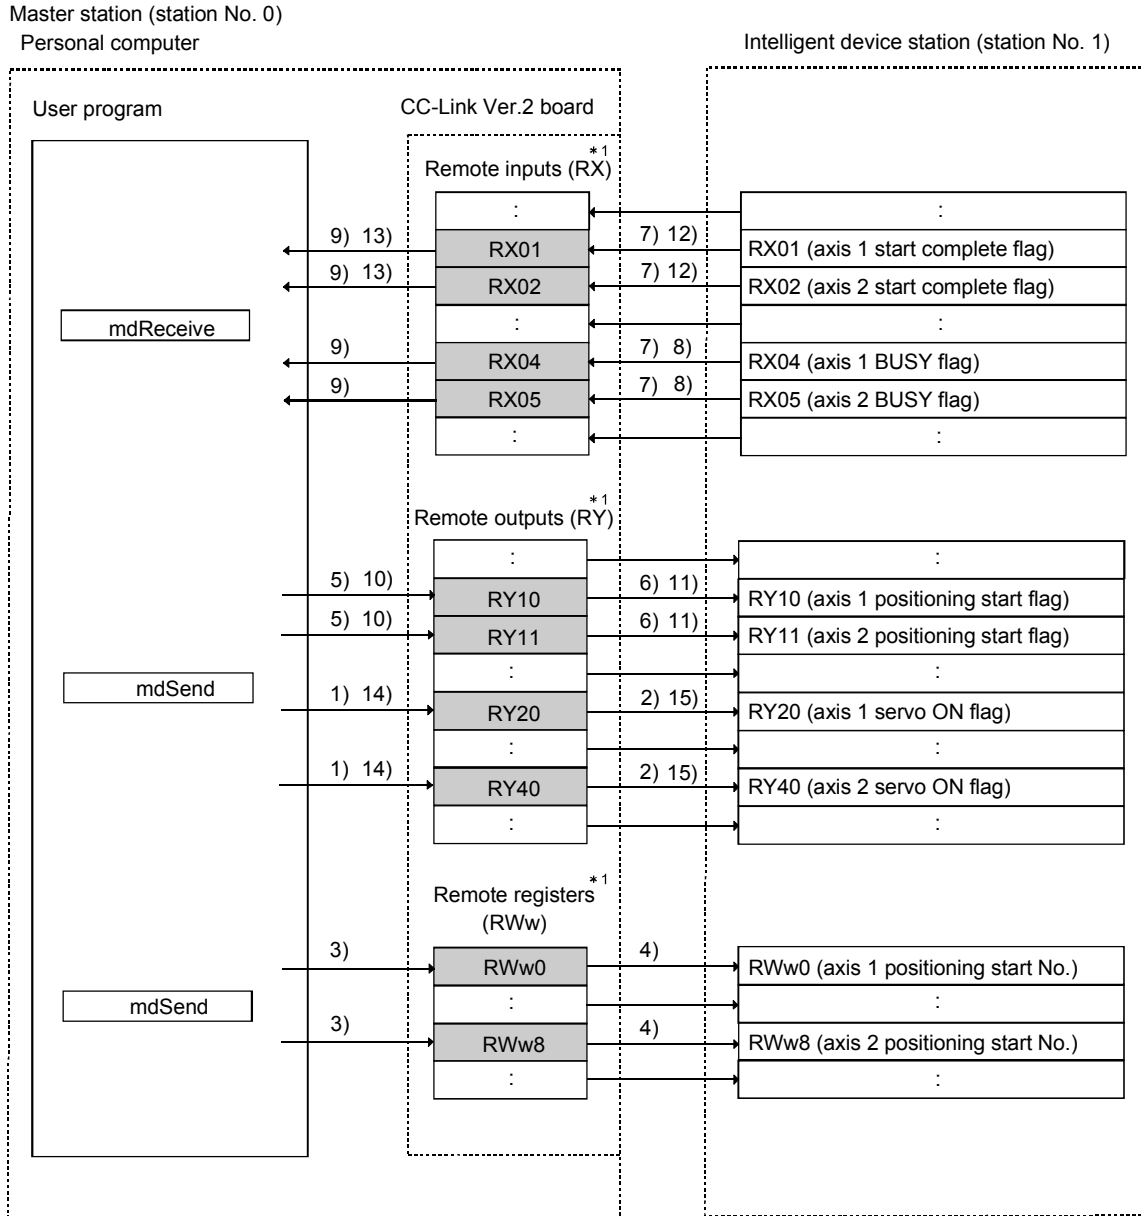 Master station (station No. 0)
Personal computer
Intelligent device station (station No. 1)
User program
CC-Link Ver.2 board
Remote inputs (RX) *1
:
:
9) 13)
RX01
7) 12)
RX01 (axis 1 start complete flag)
9) 13)
RX02
7) 12)
RX02 (axis 2 start complete flag)
mdReceive
:
:
9)
RX04
7) 8)
RX04 (axis 1 BUSY flag)
9)
RX05
7) 8)
RX05 (axis 2 BUSY flag)
:
:
Remote outputs (RY) *1
:
:
5) 10)
RY10
6) 11)
RY10 (axis 1 positioning start flag)
5) 10)
RY11
6) 11)
RY11 (axis 2 positioning start flag)
:
:
mdSend
1) 14)
RY20
2) 15)
RY20 (axis 1 servo ON flag)
:
:
1) 14)
RY40
2) 15)
RY40 (axis 2 servo ON flag)
:
:
Remote registers *1
(RWw)
3)
RWw0
4)
RWw0 (axis 1 positioning start No.)
mdSend
:
:
3)
RWw8
4)
RWw8 (axis 2 positioning start No.)
:
: